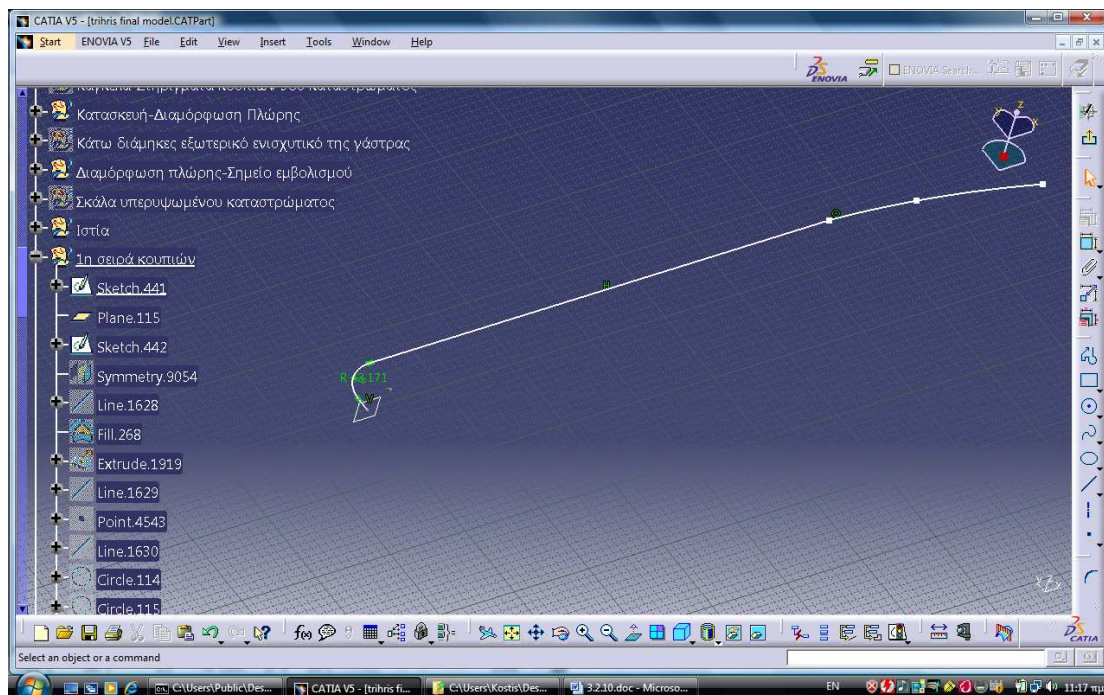 CATIA V5 - [trihris final model.CATPart]
Start ENOVIA V5 File Edit View Insert Tools Window Help
ENOVIA
ENOVIA Search...
Κατασκευή-Διαμόρφωση Πλώρης
Κάτω διάμηκες εξωτερικό ενισχυτικό της γάστρας
Διαμόρφωση πλώρης-Σημείο εμβολισμού
Σκάλα υπερυψωμένου καταστρώματος
Ιστία
1η σειρά κουπιών
Sketch.441
Plane.115
Sketch.442
Symmetry.9054
Line.1628
Fill.268
Extrude.1919
Line.1629
Point.4543
Line.1630
Circle.114
Circle.115
z
H
V
f(x)
CATIA
Select an object or a command
C:\Users\Public\Des...
CATIA V5 - [trihris fi...
C:\Users\Kostis\Des...
3.2.10.doc - Microso...
EN
11:17 πμ